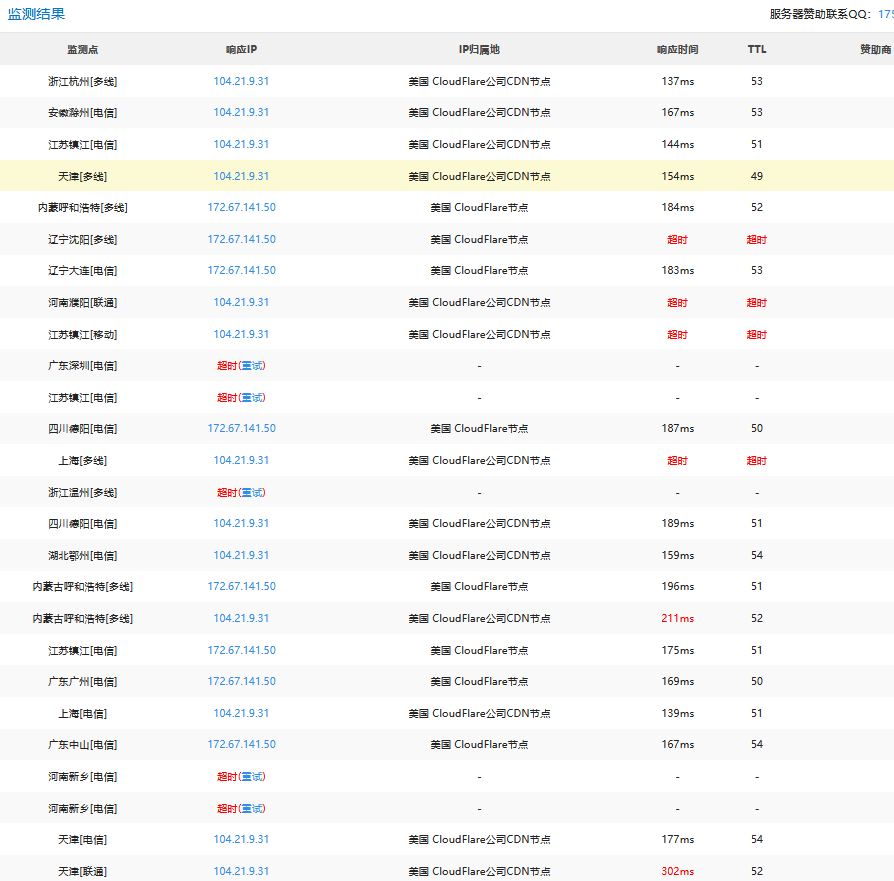 监测结果 服务器赞助联系QQ: 175
监测点 响应IP IP归属地 响应时间 TTL 赞助商
浙江杭州[多线] 104.21.9.31 美国 CloudFlare公司CDN节点 137ms 53
安徽滁州[电信] 104.21.9.31 美国 CloudFlare公司CDN节点 167ms 53
江苏镇江[电信] 104.21.9.31 美国 CloudFlare公司CDN节点 144ms 51
天津[多线] 104.21.9.31 美国 CloudFlare公司CDN节点 154ms 49
内蒙呼和浩特[多线] 172.67.141.50 美国 CloudFlare节点 184ms 52
辽宁沈阳[多线] 172.67.141.50 美国 CloudFlare节点 超时 超时
辽宁大连[电信] 172.67.141.50 美国 CloudFlare节点 183ms 53
河南濮阳[联通] 104.21.9.31 美国 CloudFlare公司CDN节点 超时 超时
江苏镇江[移动] 104.21.9.31 美国 CloudFlare公司CDN节点 超时 超时
广东深圳[电信] 超时(重试) - - -
江苏镇江[电信] 超时(重试) - - -
四川德阳[电信] 172.67.141.50 美国 CloudFlare节点 187ms 50
上海[多线] 104.21.9.31 美国 CloudFlare公司CDN节点 超时 超时
浙江温州[多线] 超时(重试) - - -
四川德阳[电信] 104.21.9.31 美国 CloudFlare公司CDN节点 189ms 51
湖北鄂州[电信] 104.21.9.31 美国 CloudFlare公司CDN节点 159ms 54
内蒙古呼和浩特[多线] 172.67.141.50 美国 CloudFlare节点 196ms 51
内蒙古呼和浩特[多线] 104.21.9.31 美国 CloudFlare公司CDN节点 211ms 52
江苏镇江[电信] 172.67.141.50 美国 CloudFlare节点 175ms 51
广东广州[电信] 172.67.141.50 美国 CloudFlare节点 169ms 50
上海[电信] 104.21.9.31 美国 CloudFlare公司CDN节点 139ms 51
广东中山[电信] 172.67.141.50 美国 CloudFlare节点 167ms 54
河南新乡[电信] 超时(重试) - - -
河南新乡[电信] 超时(重试) - - -
天津[电信] 104.21.9.31 美国 CloudFlare公司CDN节点 177ms 54
天津[联通] 104.21.9.31 美国 CloudFlare公司CDN节点 302ms 52